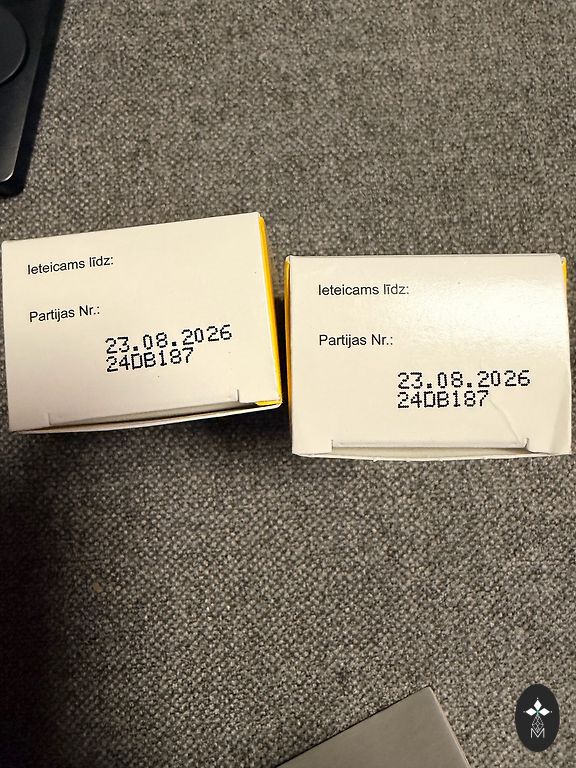 Ieteicams līdz:
Partijas Nr.:
23.08.2026
24DB187
Ieteicams līdz:
Partijas Nr.:
23.08.2026
24DB187
M